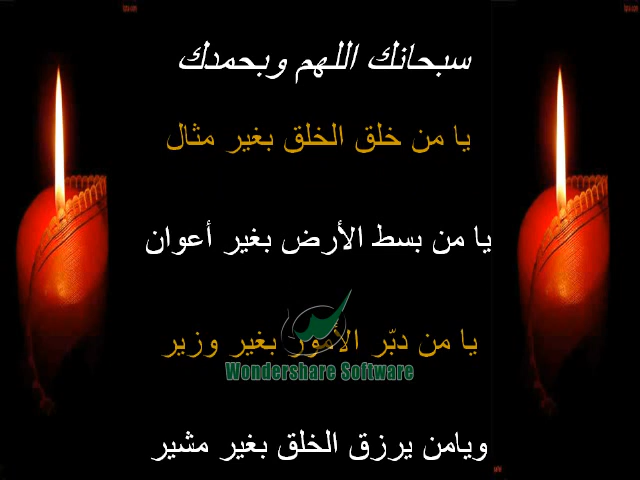 سبحانك اللهم وبحمدك
يا من خلق الخلق بغير مثال
يا من بسط الأرض بغير أعوان
يا من دبّر الأمور بغير وزير
Wondershare Software
ويامن يرزق الخلق بغير مشير